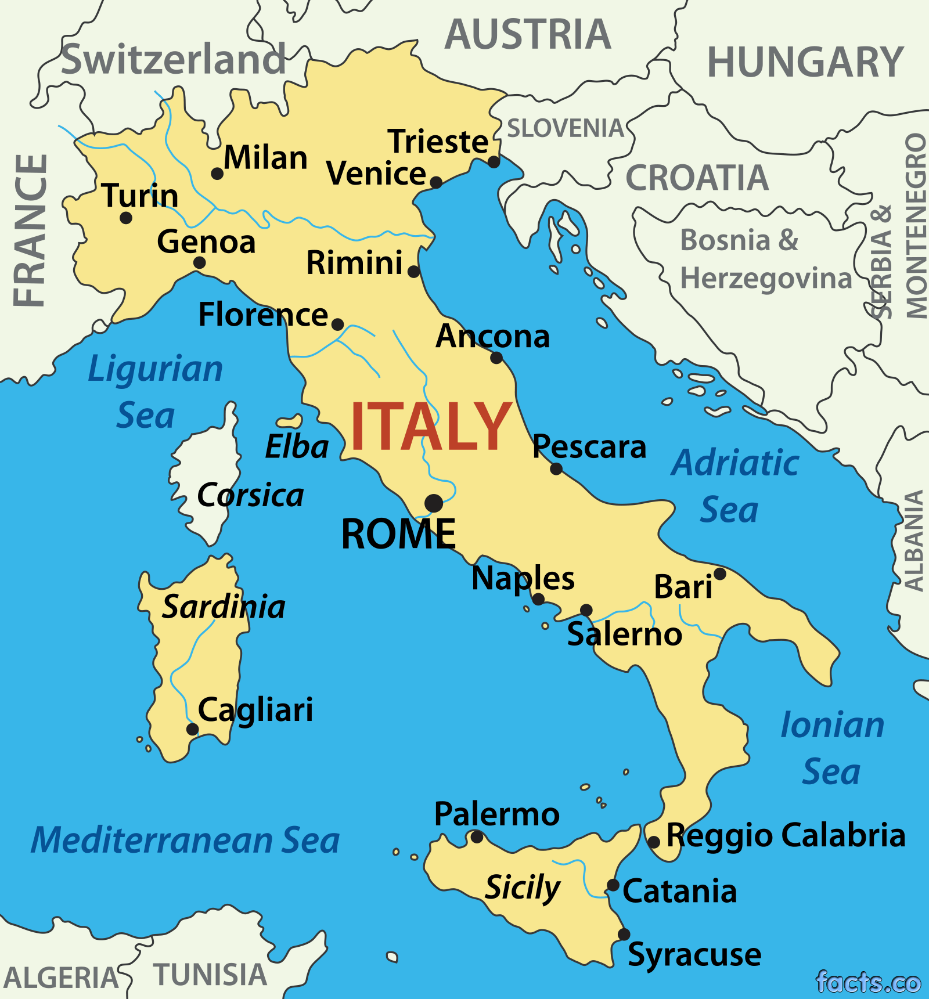 AUSTRIA
Switzerland
HUNGARY
SLOVENIA
Trieste
Milan
Venice
FRANCE
Turin
CROATIA
SERBIA &
MONTENEGRO
Genoa
Rimini
Bosnia &
Herzegovina
Florence
Ancona
Ligurian
Sea
ITALY
Elba
Pescara
Adriatic
Sea
Corsica
ROME
ALBANIA
Naples
Bari
Sardinia
Salerno
Cagliari
Ionian
Sea
Palermo
Mediterranean Sea
Reggio Calabria
Sicily
Catania
Syracuse
ALGERIA
TUNISIA
facts.co